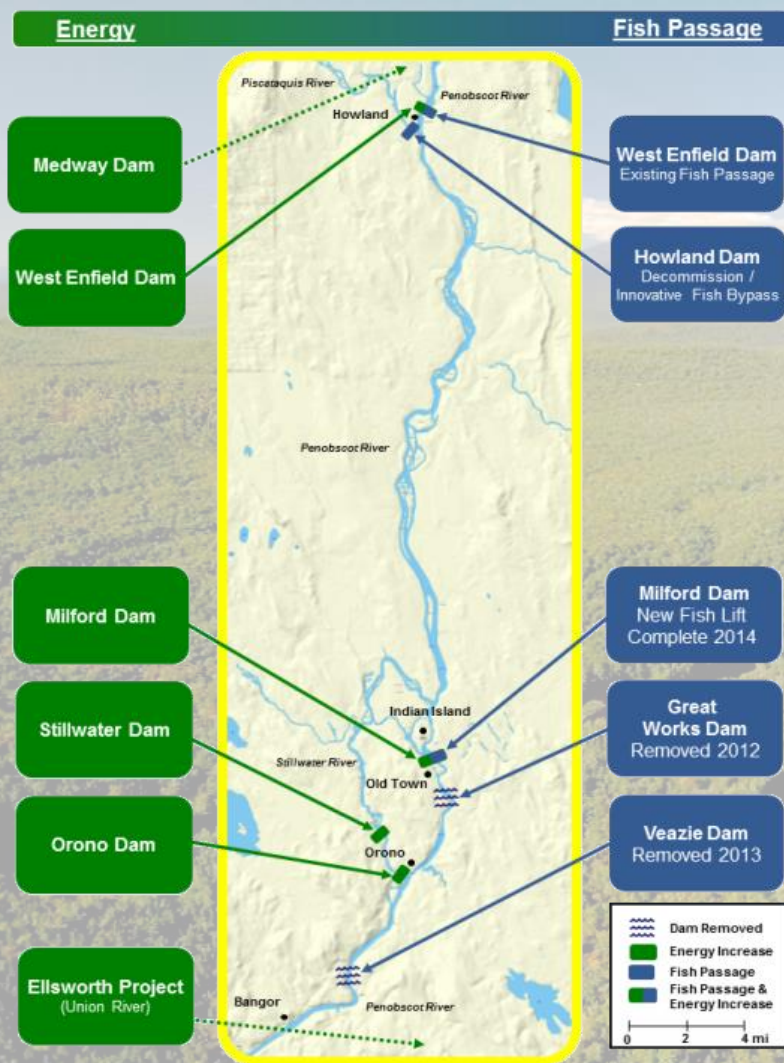 Energy
Fish Passage
Piscataquis River
Penobscot River
Howland
Medway Dam
West Enfield Dam
Existing Fish Passage
West Enfield Dam
Howland Dam
Decommission /
Innovative Fish Bypass
Penobscot River
Milford Dam
Milford Dam
New Fish Lift
Complete 2014
Indian Island
Stillwater Dam
Great
Works Dam
Removed 2012
Stillwater River
Old Town
Orono Dam
Orono
Veazie Dam
Removed 2013
Ellsworth Project
(Union River)
Bangor
Penobscot River
Dam Removed
Energy Increase
Fish Passage
Fish Passage &
Energy Increase
0 2 4 mi